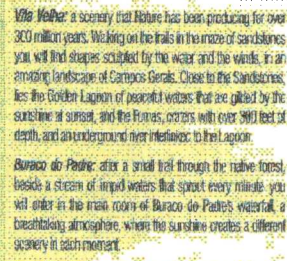 Vila Velha: a scenery that Nature has been producing for over
300 million years. Walking on the trails in the maze of sandstones
you will find shapes sculpted by the water and the winds, in an
amazing landscape of Campos Gerais. Close to the Sandstones,
lies the Golden Lagoon of peaceful waters that are gilded by the
sunshine at sunset, and the Furnas, craters with over 300 feet of
depth, and an underground river interlinked to the Lagoon.
Buraco do Padre: after a small trail through the native forest,
beside a stream of limpid waters that sprout every minute, you
will enter in the main room of Buraco do Padre's waterfall, a
breathtaking atmosphere, where the sunshine creates a different
scenery in each moment.